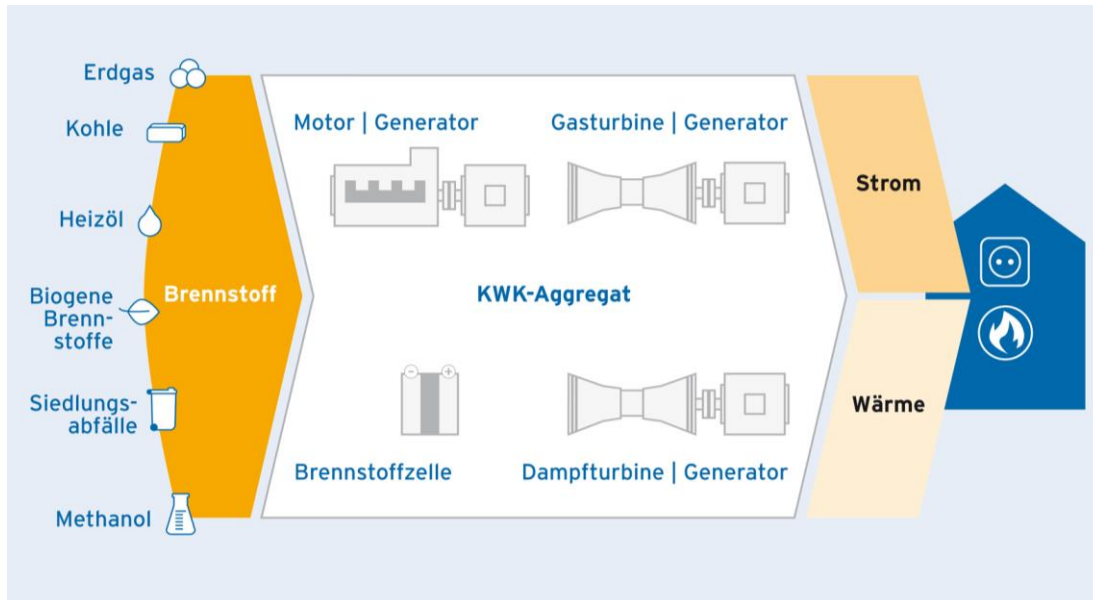 Erdgas
Kohle
Heizöl
Biogene
Brenn-
stoffe
Siedlungs-
abfälle
Methanol
Brennstoff
Motor | Generator
Gasturbine | Generator
KWK-Aggregat
Brennstoffzelle
Dampfturbine | Generator
Strom
Wärme